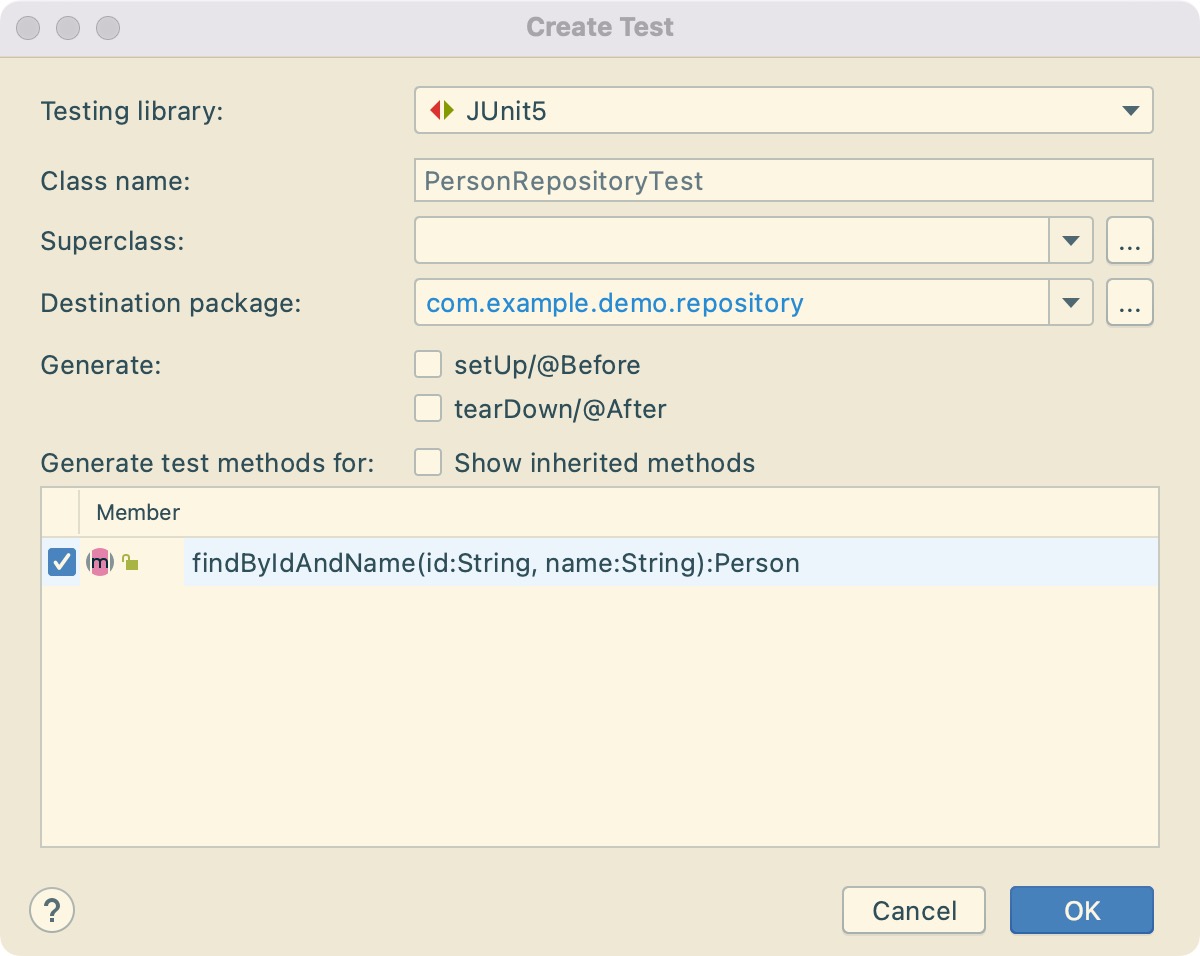 Create Test
Testing library: JUnit5
Class name: PersonRepositoryTest
Superclass: ...
Destination package: com.example.demo.repository ...
Generate: setUp/@Before
tearDown/@After
Generate test methods for: Show inherited methods
Member
m findByIdAndName(id:String, name:String):Person
? Cancel OK